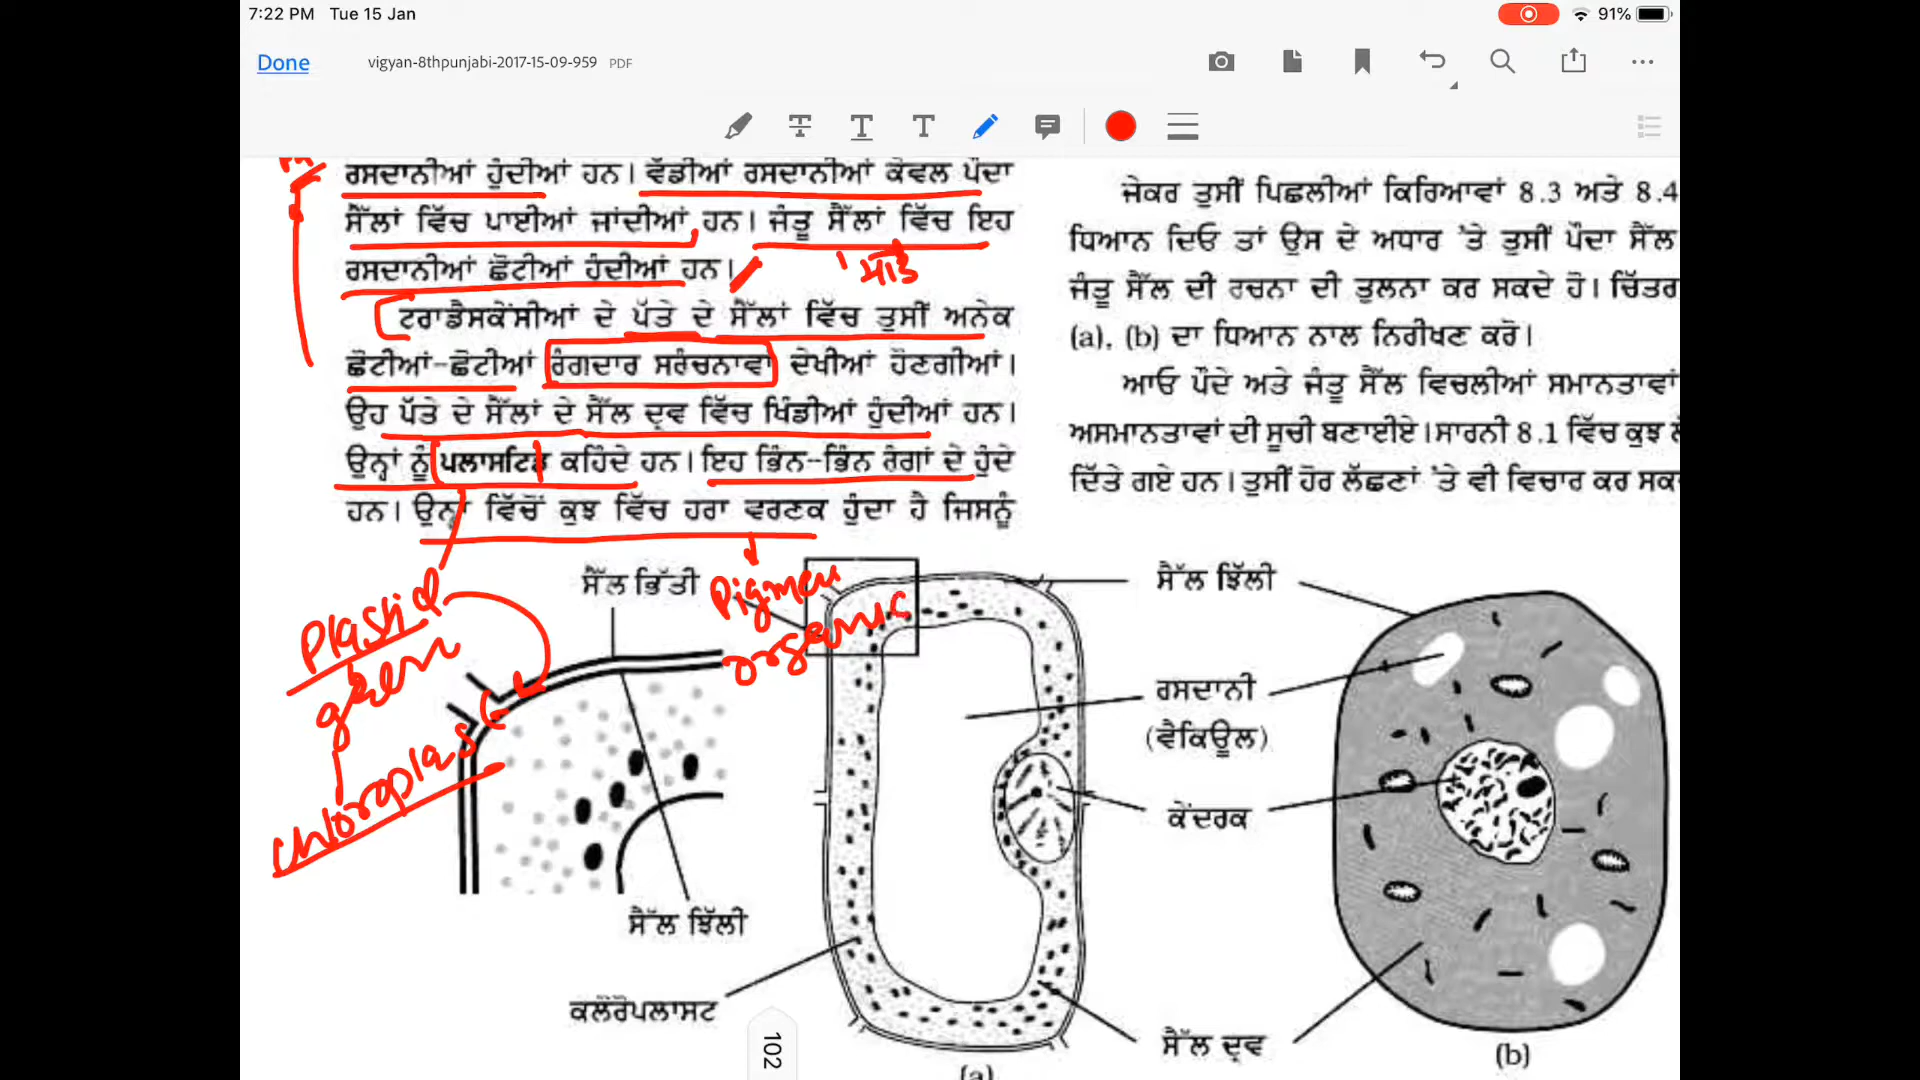 7:22 PM Tue 15 Jan
91%
Done
vigyan-8thpunjabi-2017-15-09-959 PDF
ਰਸਦਾਨੀਆਂ ਹੁੰਦੀਆਂ ਹਨ। ਵੱਡੀਆਂ ਰਸਦਾਨੀਆਂ ਕੇਵਲ ਪੌਦਾ
ਸੈੱਲਾਂ ਵਿੱਚ ਪਾਈਆਂ ਜਾਂਦੀਆਂ ਹਨ। ਜੰਤੂ ਸੈੱਲਾਂ ਵਿੱਚ ਇਹ
ਰਸਦਾਨੀਆਂ ਛੋਟੀਆਂ ਹੁੰਦੀਆਂ ਹਨ।
ਟਰਾਡੈਸਕੇਂਸੀਆਂ ਦੇ ਪੱਤੇ ਦੇ ਸੈੱਲਾਂ ਵਿੱਚ ਤੁਸੀਂ ਅਨੇਕ
ਛੋਟੀਆਂ-ਛੋਟੀਆਂ ਰੰਗਦਾਰ ਸਰੰਚਨਾਵਾਂ ਦੇਖੀਆਂ ਹੋਣਗੀਆਂ।
ਉਹ ਪੱਤੇ ਦੇ ਸੈੱਲਾਂ ਦੇ ਸੈੱਲ ਦ੍ਰਵ ਵਿੱਚ ਖਿੰਡੀਆਂ ਹੁੰਦੀਆਂ ਹਨ।
ਉਨ੍ਹਾਂ ਨੂੰ ਪਲਾਸਟਿਡ ਕਹਿੰਦੇ ਹਨ। ਇਹ ਭਿੰਨ-ਭਿੰਨ ਰੰਗਾਂ ਦੇ ਹੁੰਦੇ
ਹਨ। ਉਨ੍ਹਾਂ ਵਿੱਚੋਂ ਕੁਝ ਵਿੱਚ ਹਰਾ ਵਰਣਕ ਹੁੰਦਾ ਹੈ ਜਿਸਨੂੰ
ਜੇਕਰ ਤੁਸੀਂ ਪਿਛਲੀਆਂ ਕਿਰਿਆਵਾਂ 8.3 ਅਤੇ 8.4
ਧਿਆਨ ਦਿਓ ਤਾਂ ਉਸ ਦੇ ਅਧਾਰ 'ਤੇ ਤੁਸੀਂ ਪੌਦਾ ਸੈੱਲ
ਜੰਤੂ ਸੈੱਲ ਦੀ ਰਚਨਾ ਦੀ ਤੁਲਨਾ ਕਰ ਸਕਦੇ ਹੋ। ਚਿੱਤਰ
(a), (b) ਦਾ ਧਿਆਨ ਨਾਲ ਨਿਰੀਖਣ ਕਰੋ।
ਆਓ ਪੌਦੇ ਅਤੇ ਜੰਤੂ ਸੈੱਲ ਵਿਚਲੀਆਂ ਸਮਾਨਤਾਵਾਂ
ਅਸਮਾਨਤਾਵਾਂ ਦੀ ਸੂਚੀ ਬਣਾਈਏ। ਸਾਰਨੀ 8.1 ਵਿੱਚ ਕੁਝ
ਦਿੱਤੇ ਗਏ ਹਨ। ਤੁਸੀਂ ਹੋਰ ਲੱਛਣਾਂ 'ਤੇ ਵੀ ਵਿਚਾਰ ਕਰ ਸਕ
ਸੈੱਲ ਭਿੱਤੀ
Pigmen
organic
Plastid
green
chloroplast
ਸੈੱਲ ਝਿੱਲੀ
ਕਲੋਰੋਪਲਾਸਟ
ਸੈੱਲ ਝਿੱਲੀ
ਰਸਦਾਨੀ
(ਵੈਕਿਊਲ)
ਕੇਂਦਰਕ
ਸੈੱਲ ਦ੍ਰਵ
(a)
(b)
102